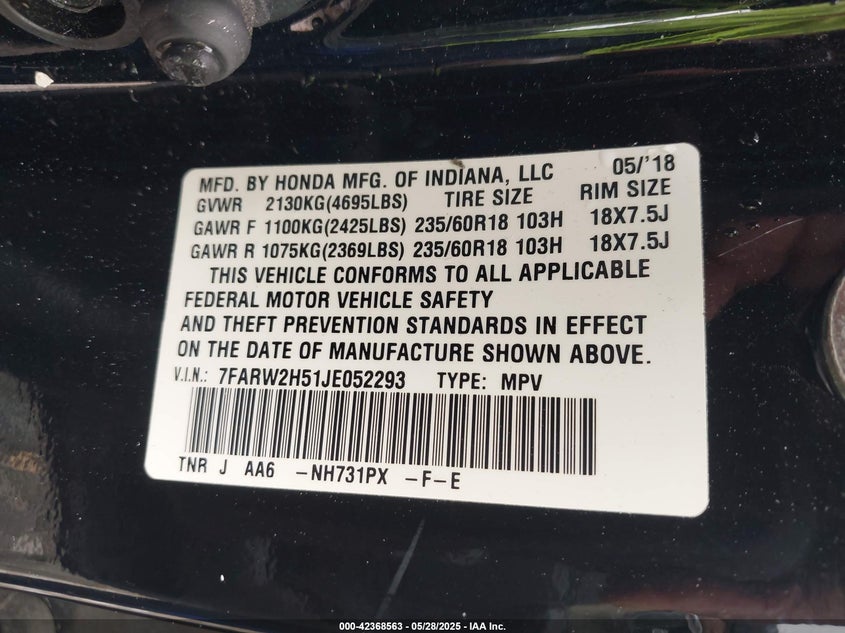 MFD. BY HONDA MFG. OF INDIANA, LLC 05/'18
GVWR 2130KG(4695LBS) TIRE SIZE RIM SIZE
GAWR F 1100KG(2425LBS) 235/60R18 103H 18X7.5J
GAWR R 1075KG(2369LBS) 235/60R18 103H 18X7.5J
THIS VEHICLE CONFORMS TO ALL APPLICABLE
FEDERAL MOTOR VEHICLE SAFETY
AND THEFT PREVENTION STANDARDS IN EFFECT
ON THE DATE OF MANUFACTURE SHOWN ABOVE.
V.I.N.: 7FARW2H51JE052293 TYPE: MPV
TNR J AA6 -NH731PX -F-E
000-42368563 — 05/28/2025 — IAA Inc.